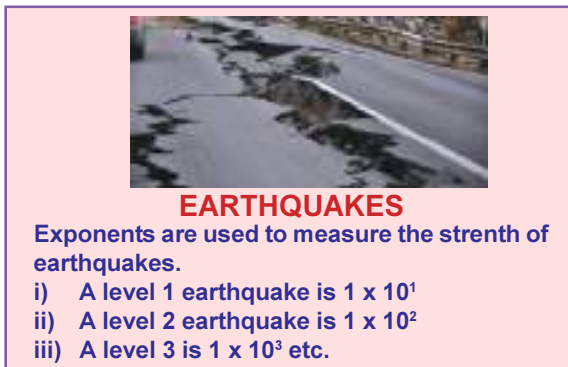 EARTHQUAKES
Exponents are used to measure the strenth of
earthquakes.
i) A level 1 earthquake is 1 x 10¹
ii) A level 2 earthquake is 1 x 10²
iii) A level 3 is 1 x 10³ etc.